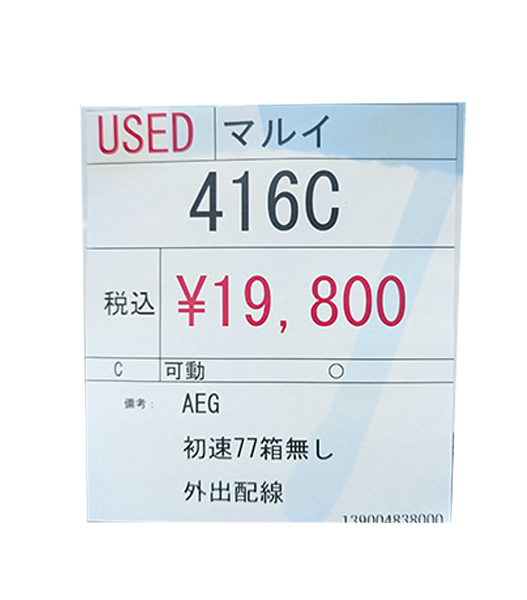 USED マルイ
416C
税込 ¥19,800
C 可動 ○
備考: AEG
初速77箱無し
外出配線
139004838000